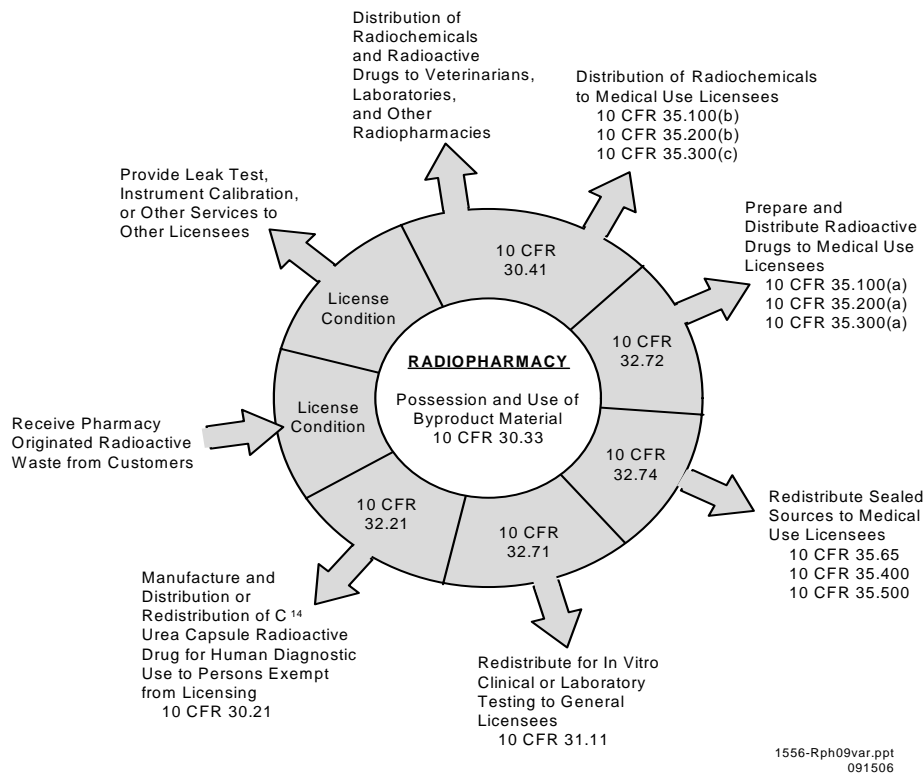 Distribution of
Radiochemicals
and Radioactive
Drugs to Veterinarians,
Laboratories,
and Other
Radiopharmacies
Distribution of Radiochemicals
to Medical Use Licensees
10 CFR 35.100(b)
10 CFR 35.200(b)
10 CFR 35.300(c)
Provide Leak Test,
Instrument Calibration,
or Other Services to
Other Licensees
Prepare and
Distribute Radioactive
Drugs to Medical Use
Licensees
10 CFR 35.100(a)
10 CFR 35.200(a)
10 CFR 35.300(a)
10 CFR
30.41
License
Condition
10 CFR
32.72
RADIOPHARMACY
Possession and Use of
Byproduct Material
10 CFR 30.33
License
Condition
Receive Pharmacy
Originated Radioactive
Waste from Customers
10 CFR
32.74
10 CFR
32.21
10 CFR
32.71
Redistribute Sealed
Sources to Medical
Use Licensees
10 CFR 35.65
10 CFR 35.400
10 CFR 35.500
Manufacture and
Distribution or
Redistribution of C 14
Urea Capsule Radioactive
Drug for Human Diagnostic
Use to Persons Exempt
from Licensing
10 CFR 30.21
Redistribute for In Vitro
Clinical or Laboratory
Testing to General
Licensees
10 CFR 31.11
1556-Rph09var.ppt
091506